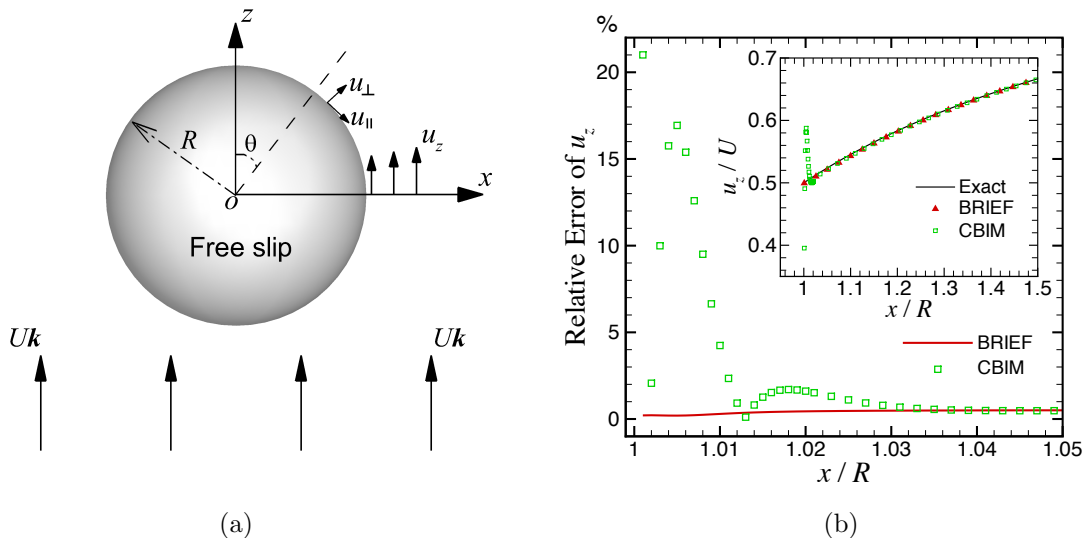 z
u⊥
u∥
R
θ
u_z
x
o
Free slip
Uk
Uk
(a)
%
Relative Error of u_z
20
15
10
5
0
1
1.01
1.02
1.03
1.04
1.05
x / R
BRIEF
CBIM
u_z / U
0.7
0.6
0.5
0.4
1
1.1
1.2
1.3
1.4
1.5
x / R
Exact
BRIEF
CBIM
(b)